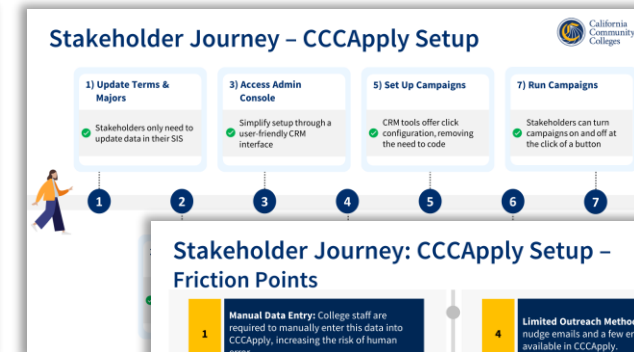 Stakeholder Journey – CCCApply Setup
California
Community
Colleges
1) Update Terms &
Majors
Stakeholders only need to
update data in their SIS
3) Access Admin
Console
Simplify setup through a
user-friendly CRM
interface
5) Set Up Campaigns
CRM tools offer click
configuration, removing
the need to code
7) Run Campaigns
Stakeholders can turn
campaigns on and off at
the click of a button
1 2 3 4 5 6 7
Stakeholder Journey: CCCApply Setup –
Friction Points
1
Manual Data Entry: College staff are
required to manually enter this data into
CCCApply, increasing the risk of human
4
Limited Outreach
nudge emails and a few
available in CCCApply.